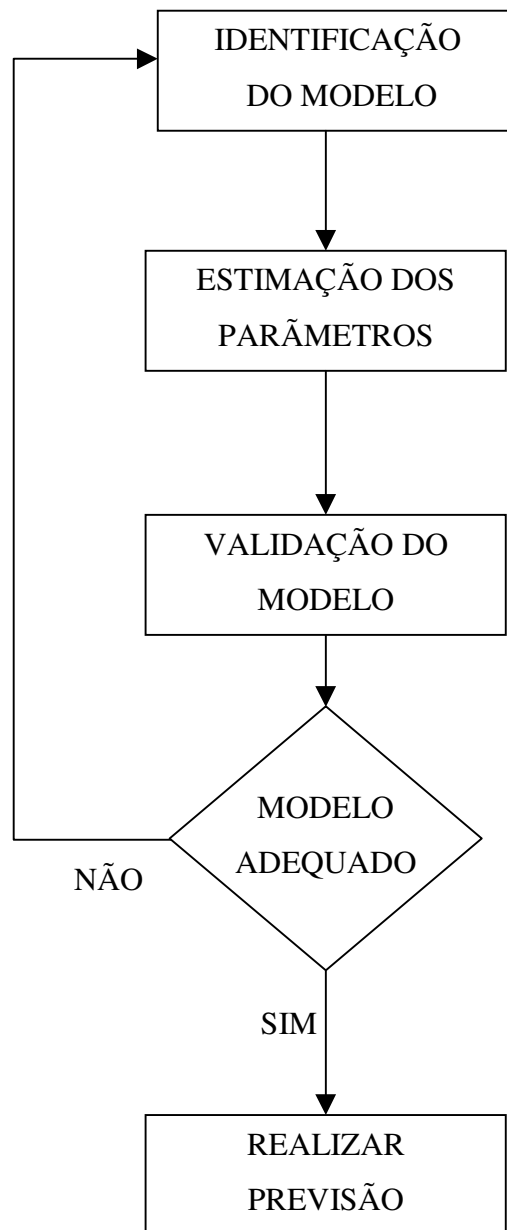 IDENTIFICAÇÃO
DO MODELO
ESTIMAÇÃO DOS
PARÃMETROS
VALIDAÇÃO DO
MODELO
MODELO
ADEQUADO
NÃO
SIM
REALIZAR
PREVISÃO